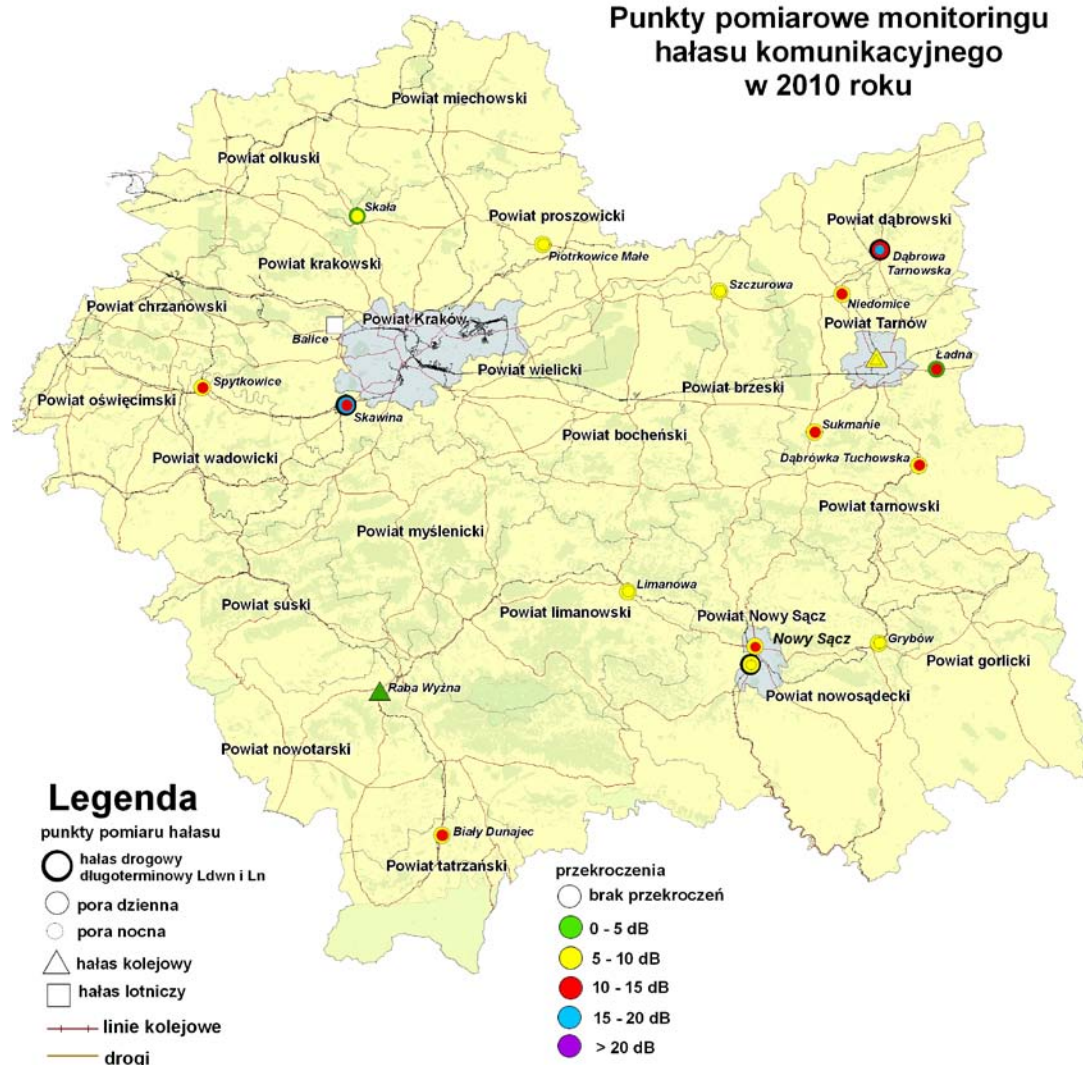 Punkty pomiarowe monitoringu
hałasu komunikacyjnego
w 2010 roku
Powiat miechowski
Powiat olkuski
Skała
Powiat proszowicki
Powiat dąbrowski
Piotrkowice Małe
Dąbrowa
Tarnowska
Powiat krakowski
Szczurowa
Niedomice
Powiat chrzanowski
Powiat Kraków
Powiat Tarnów
Balice
Ładna
Powiat wielicki
Spytkowice
Powiat brzeski
Powiat oświęcimski
Skawina
Sukmanie
Powiat bocheński
Powiat wadowicki
Dąbrówka Tuchowska
Powiat tarnowski
Powiat myślenicki
Limanowa
Powiat suski
Powiat limanowski
Powiat Nowy Sącz
Nowy Sącz
Grybów
Powiat gorlicki
Raba Wyżna
Powiat nowosądecki
Powiat nowotarski
Biały Dunajec
Powiat tatrzański
Legenda
punkty pomiaru hałasu
hałas drogowy
długoterminowy Ldwn i Ln
pora dzienna
pora nocna
hałas kolejowy
hałas lotniczy
linie kolejowe
drogi
przekroczenia
brak przekroczeń
0 - 5 dB
5 - 10 dB
10 - 15 dB
15 - 20 dB
> 20 dB